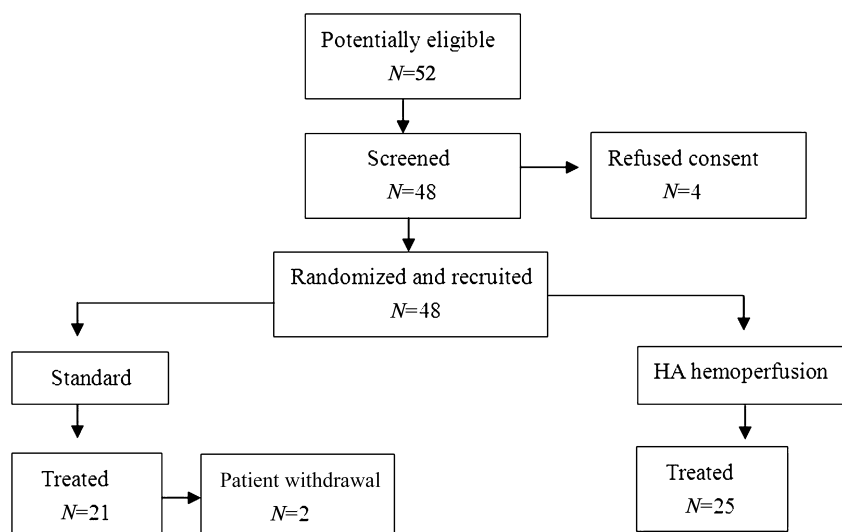 Potentially eligible
N=52
Screened
N=48
Refused consent
N=4
Randomized and recruited
N=48
Standard
HA hemoperfusion
Treated
N=21
Patient withdrawal
N=2
Treated
N=25